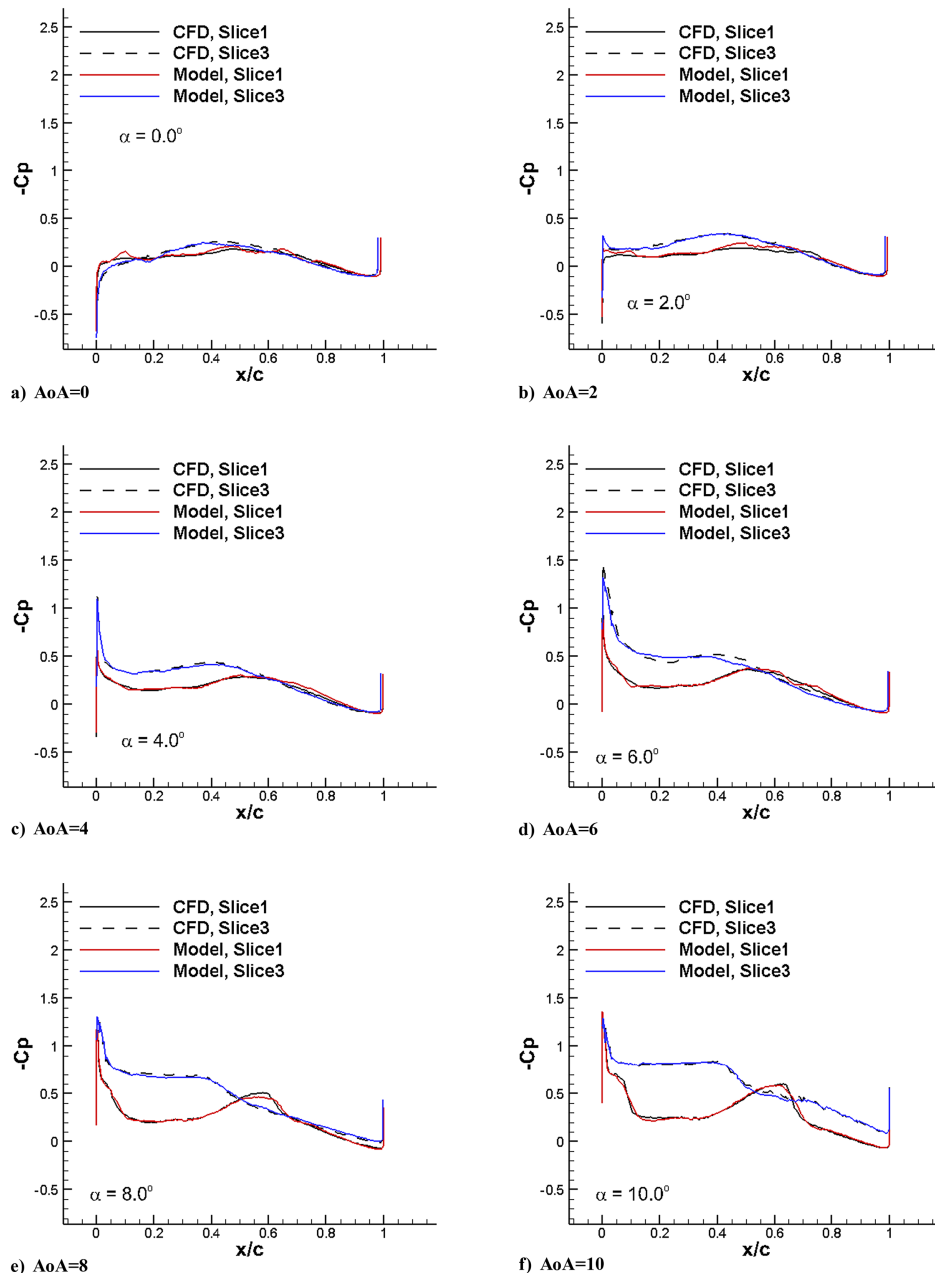 2.5
2
1.5
1
0.5
0
-0.5
-Cp
CFD, Slice1
CFD, Slice3
Model, Slice1
Model, Slice3
α = 0.0°
0 0.2 0.4 0.6 0.8 1
x/c
a) AoA=0
2.5
2
1.5
1
0.5
0
-0.5
-Cp
CFD, Slice1
CFD, Slice3
Model, Slice1
Model, Slice3
α = 2.0°
0 0.2 0.4 0.6 0.8 1
x/c
b) AoA=2
2.5
2
1.5
1
0.5
0
-0.5
-Cp
CFD, Slice1
CFD, Slice3
Model, Slice1
Model, Slice3
α = 4.0°
0 0.2 0.4 0.6 0.8 1
x/c
c) AoA=4
2.5
2
1.5
1
0.5
0
-0.5
-Cp
CFD, Slice1
CFD, Slice3
Model, Slice1
Model, Slice3
α = 6.0°
0 0.2 0.4 0.6 0.8 1
x/c
d) AoA=6
2.5
2
1.5
1
0.5
0
-0.5
-Cp
CFD, Slice1
CFD, Slice3
Model, Slice1
Model, Slice3
α = 8.0°
0 0.2 0.4 0.6 0.8 1
x/c
e) AoA=8
2.5
2
1.5
1
0.5
0
-0.5
-Cp
CFD, Slice1
CFD, Slice3
Model, Slice1
Model, Slice3
α = 10.0°
0 0.2 0.4 0.6 0.8 1
x/c
f) AoA=10